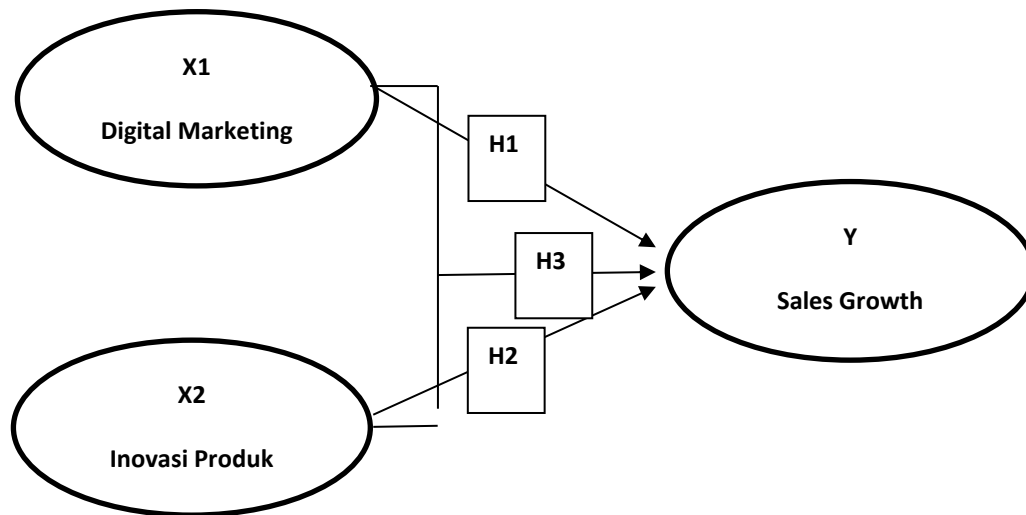 X1
Digital Marketing
H1
Y
Sales Growth
H3
H2
X2
Inovasi Produk